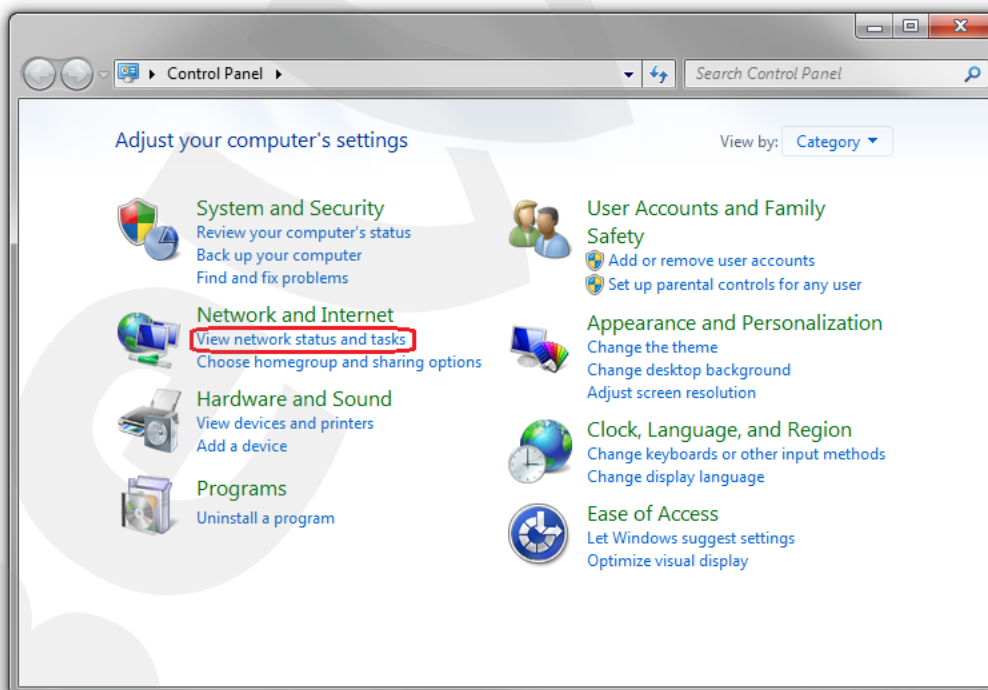 Control Panel
Search Control Panel
Adjust your computer's settings
View by: Category
System and Security
Review your computer's status
Back up your computer
Find and fix problems
Network and Internet
View network status and tasks
Choose homegroup and sharing options
Hardware and Sound
View devices and printers
Add a device
Programs
Uninstall a program
User Accounts and Family
Safety
Add or remove user accounts
Set up parental controls for any user
Appearance and Personalization
Change the theme
Change desktop background
Adjust screen resolution
Clock, Language, and Region
Change keyboards or other input methods
Change display language
Ease of Access
Let Windows suggest settings
Optimize visual display